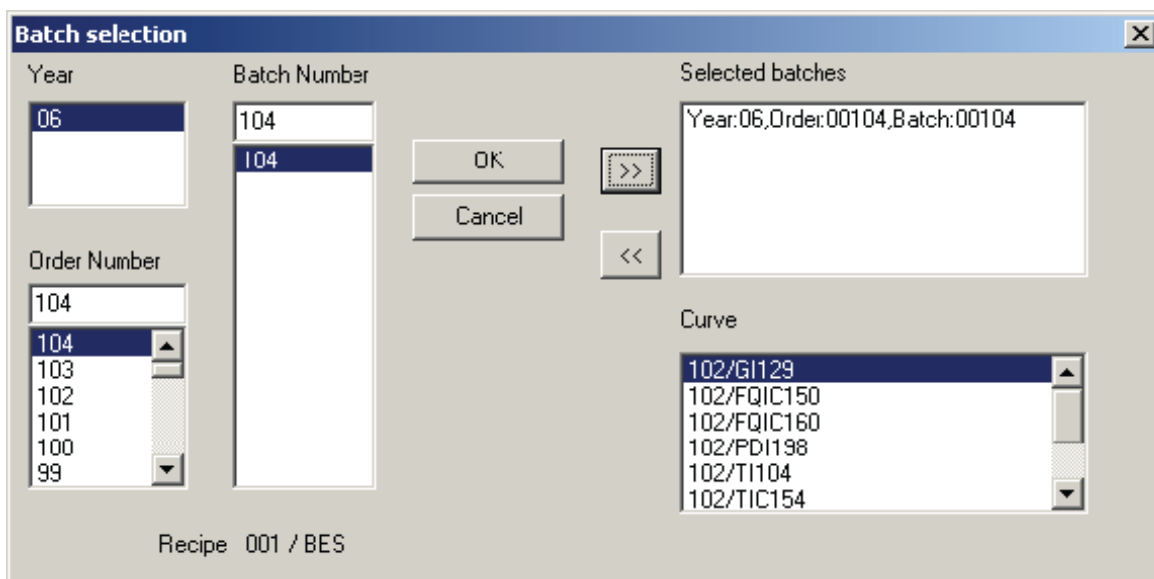 Batch selection
Year
06
Order Number
104
104
103
102
101
100
99
Batch Number
104
104
OK
Cancel
>>
<<
Selected batches
Year:06,Order:00104,Batch:00104
Curve
102/GI129
102/FQIC150
102/FQIC160
102/PDI198
102/TI104
102/TIC154
Recipe 001 / BES